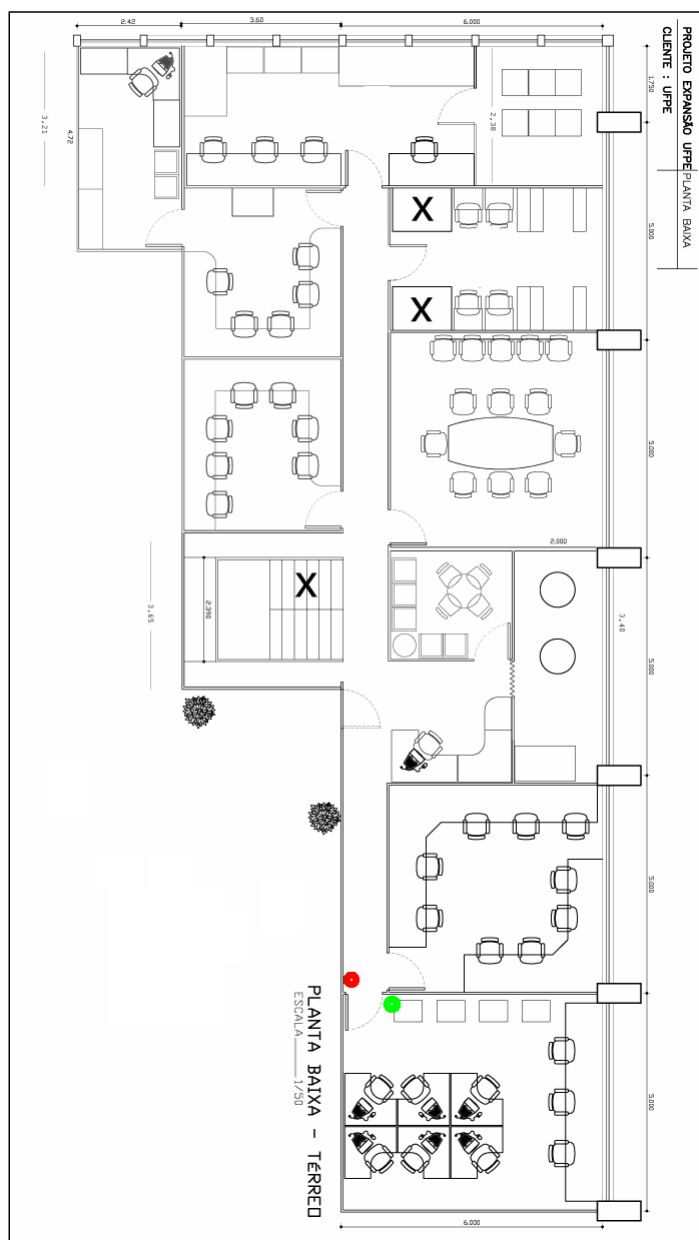 2.42
3.60
6.000
PROJETO EXPANSÃO UFPE
CLIENTE : UFPE
PLANTA BAIXA
1.750
5.000
5.000
5.000
5.000
5.000
3,21
4.72
2,38
X
X
2.000
3,40
X
2.390
3,65
PLANTA BAIXA - TÉRREO
ESCALA 1/50
6.000